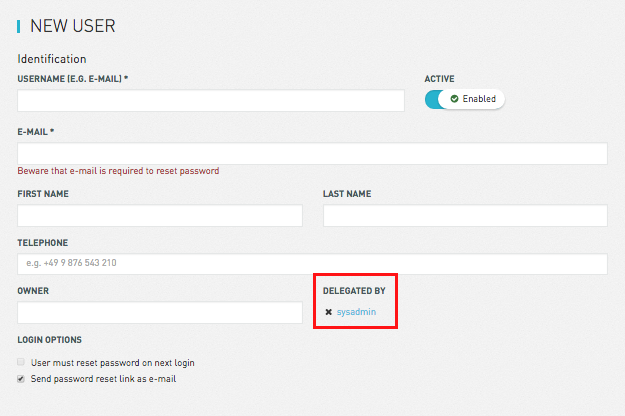 NEW USER
Identification
USERNAME (E.G. E-MAIL) *
ACTIVE
Enabled
E-MAIL *
Beware that e-mail is required to reset password
FIRST NAME
LAST NAME
TELEPHONE
e.g. +49 9 876 543 210
OWNER
DELEGATED BY
sysadmin
LOGIN OPTIONS
User must reset password on next login
Send password reset link as e-mail